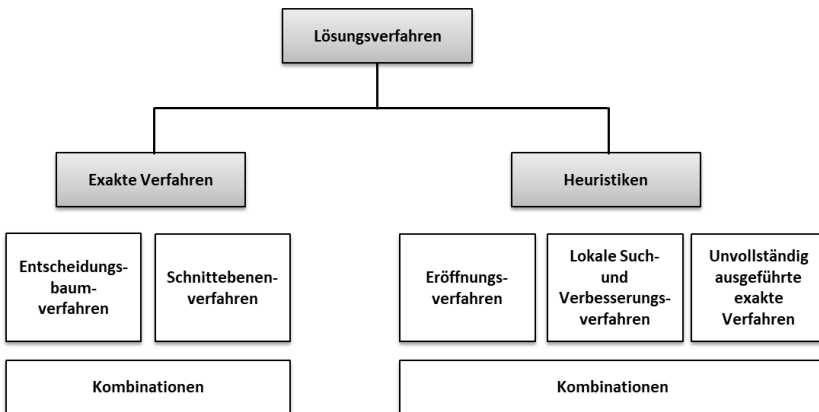 Lösungsverfahren
Exakte Verfahren
Heuristiken
Entscheidungs-
baum-
verfahren
Schnittebenen-
verfahren
Eröffnungs-
verfahren
Lokale Such-
und
Verbesserungs-
verfahren
Unvollständig
ausgeführte
exakte
Verfahren
Kombinationen
Kombinationen